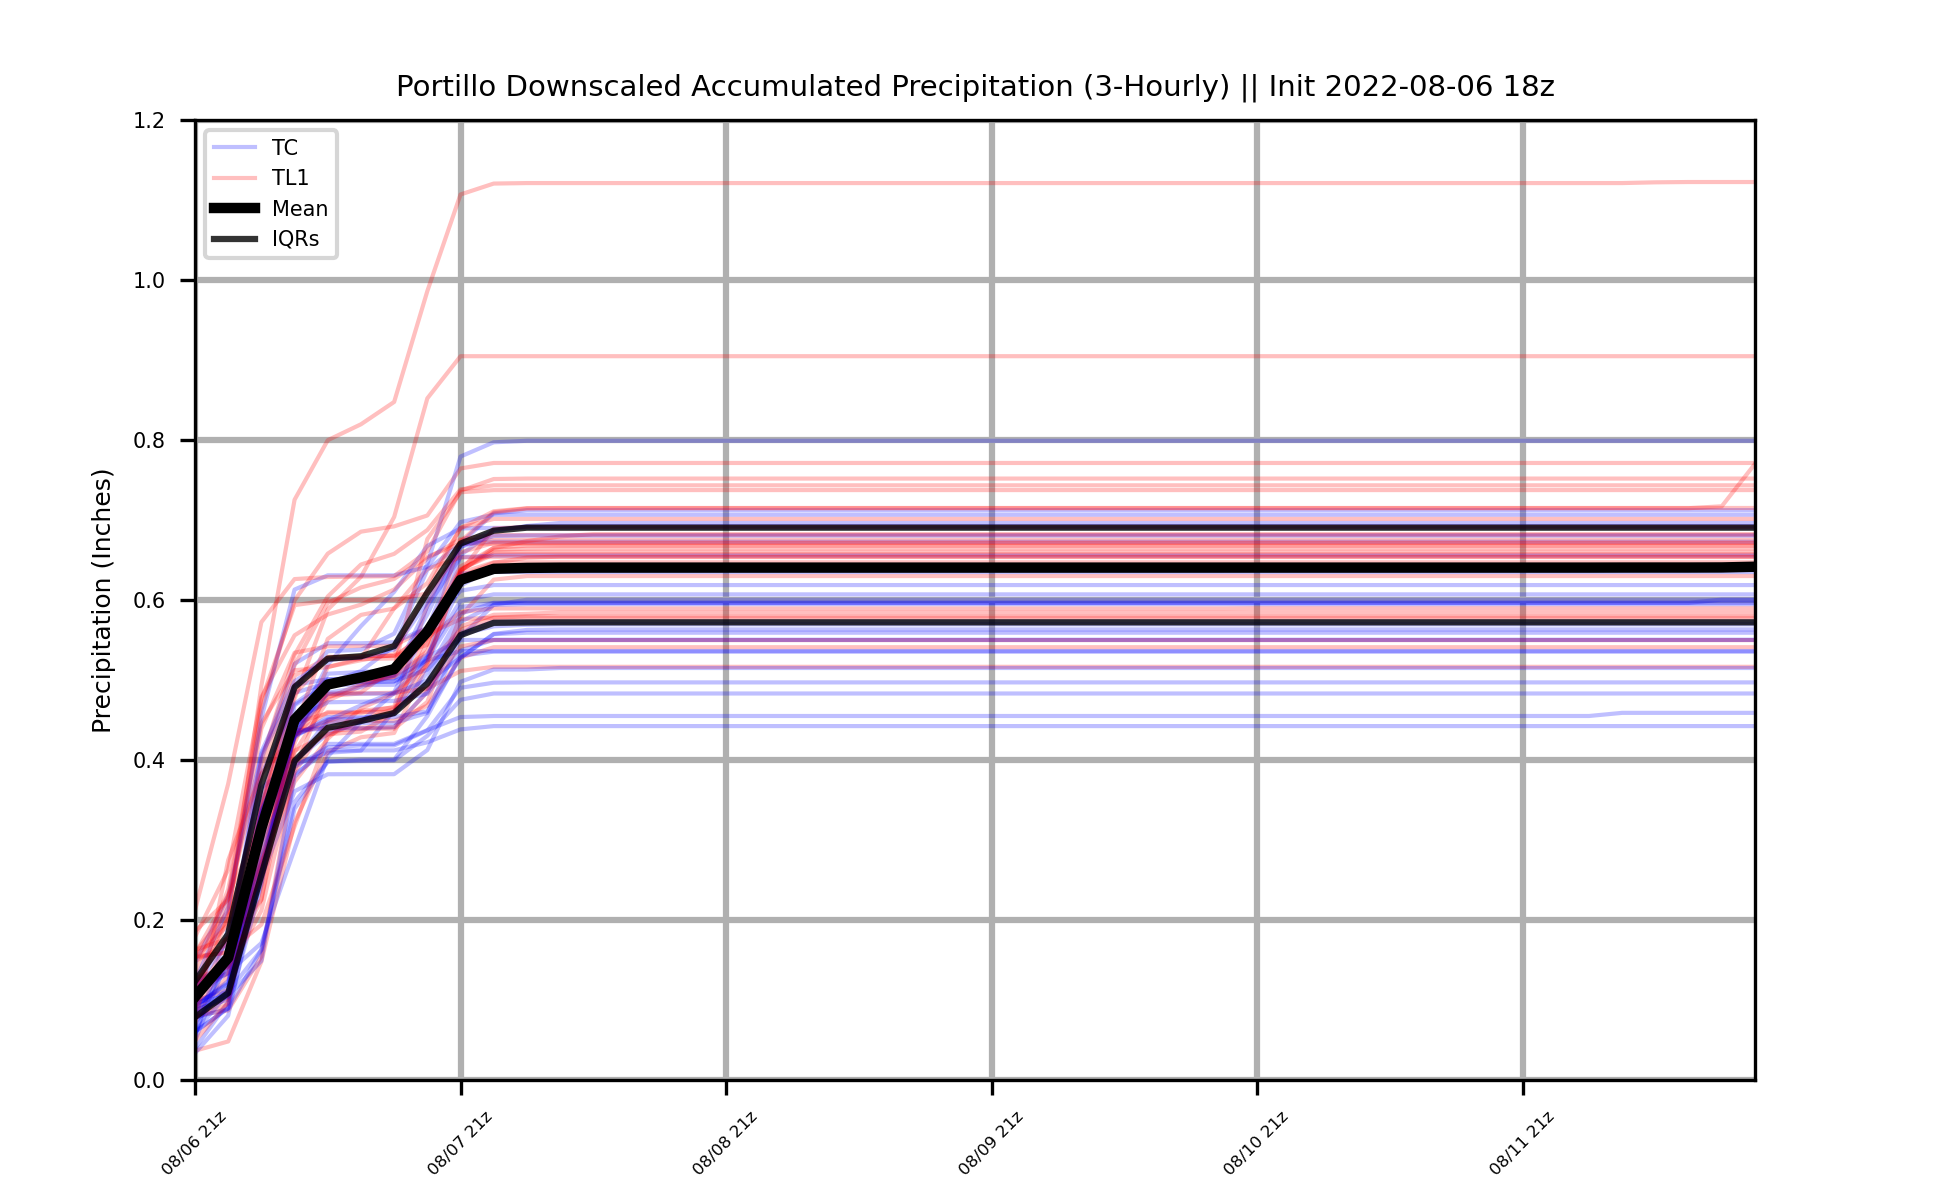 Portillo Downscaled Accumulated Precipitation (3-Hourly) || Init 2022-08-06 18z
1.2
1.0
0.8
0.6
0.4
0.2
0.0
Precipitation (Inches)
TC
TL1
Mean
IQRs
08/06 21z
08/07 21z
08/08 21z
08/09 21z
08/10 21z
08/11 21z